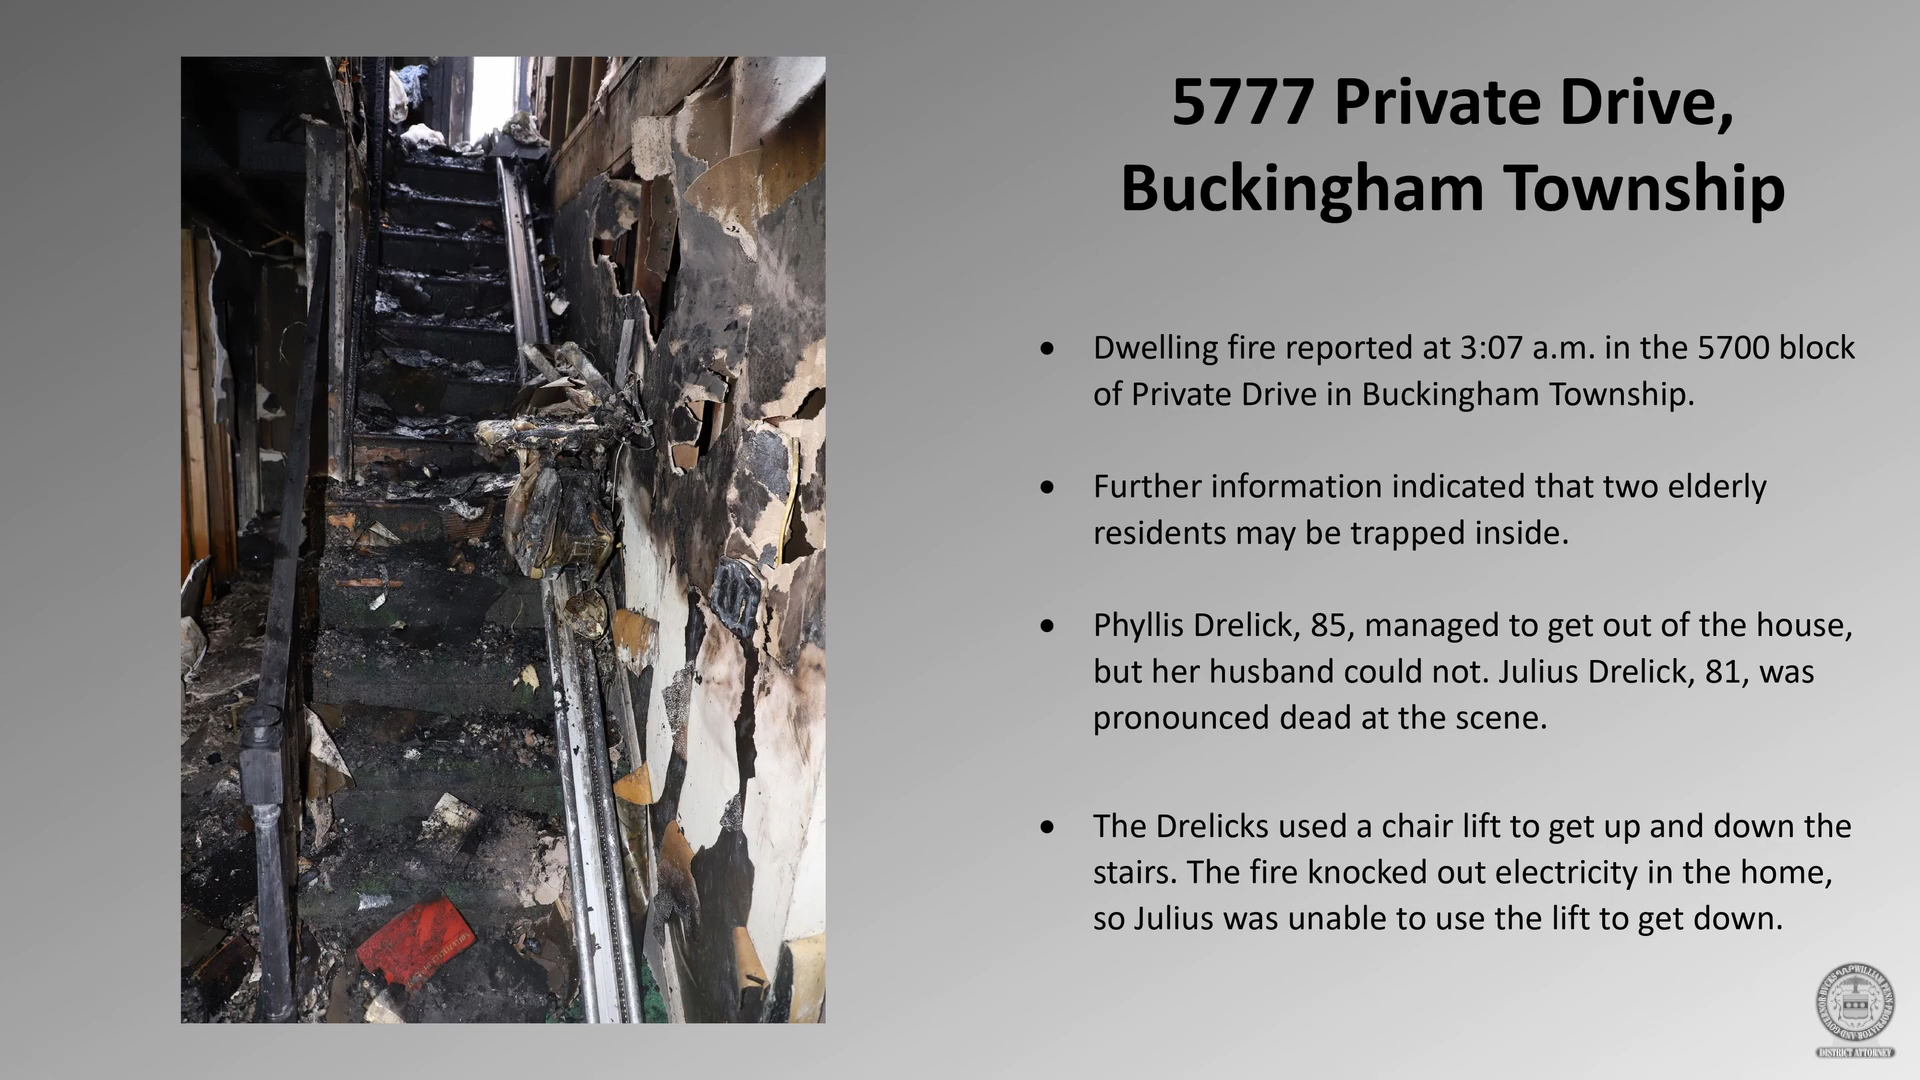 5777 Private Drive,
Buckingham Township
• Dwelling fire reported at 3:07 a.m. in the 5700 block
of Private Drive in Buckingham Township.
• Further information indicated that two elderly
residents may be trapped inside.
• Phyllis Drelick, 85, managed to get out of the house,
but her husband could not. Julius Drelick, 81, was
pronounced dead at the scene.
• The Drelicks used a chair lift to get up and down the
stairs. The fire knocked out electricity in the home,
so Julius was unable to use the lift to get down.
DISTRICT ATTORNEY